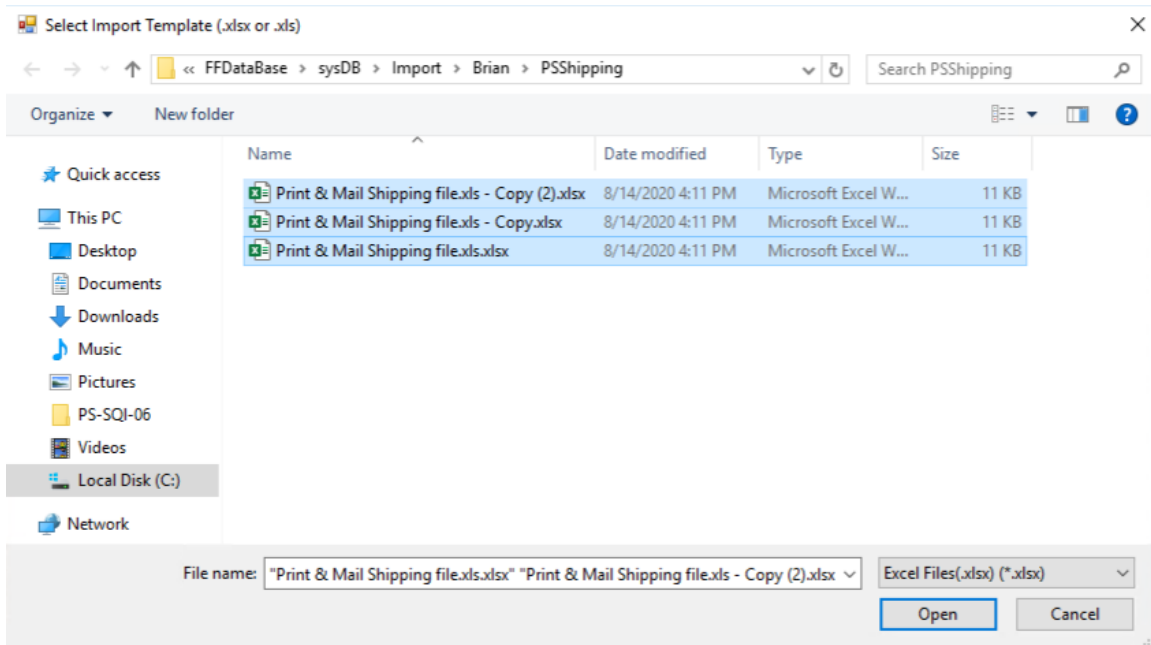 Select Import Template (.xlsx or .xls)
« FFDataBase > sysDB > Import > Brian > PSShipping
Search PSShipping
Organize
New folder
Name Date modified Type Size
Quick access
This PC
Desktop
Documents
Downloads
Music
Pictures
PS-SQI-06
Videos
Local Disk (C:)
Network
Print & Mail Shipping file.xls - Copy (2).xlsx 8/14/2020 4:11 PM Microsoft Excel W... 11 KB
Print & Mail Shipping file.xls - Copy.xlsx 8/14/2020 4:11 PM Microsoft Excel W... 11 KB
Print & Mail Shipping file.xls.xlsx 8/14/2020 4:11 PM Microsoft Excel W... 11 KB
File name: "Print & Mail Shipping file.xls.xlsx" "Print & Mail Shipping file.xls - Copy (2).xlsx
Excel Files(.xlsx) (*.xlsx)
Open Cancel